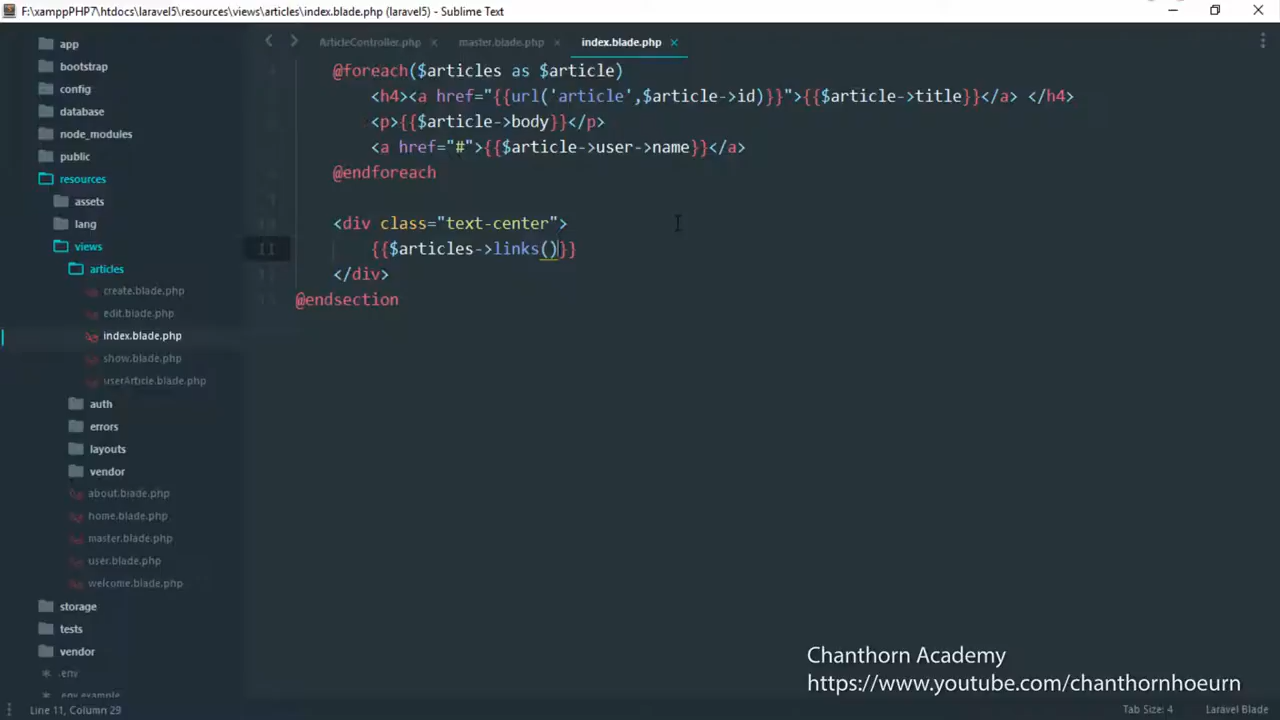 F:\xamppPHP7\htdocs\laravel5\resources\views\articles\index.blade.php (laravel5) - Sublime Text
app
bootstrap
config
database
node_modules
public
resources
assets
lang
views
articles
create.blade.php
edit.blade.php
index.blade.php
show.blade.php
userArticle.blade.php
auth
errors
layouts
vendor
about.blade.php
home.blade.php
master.blade.php
user.blade.php
welcome.blade.php
storage
tests
vendor
.env
.env.example
ArticleController.php × master.blade.php × index.blade.php ×
@foreach($articles as $article)
<h4><a href="{{url('article',$article->id)}}">{{$article->title}}</a> </h4>
<p>{{$article->body}}</p>
<a href="#">{{$article->user->name}}</a>
@endforeach
<div class="text-center">
11 {{$articles->links()}}
</div>
@endsection
Chanthorn Academy
https://www.youtube.com/chanthornhoeurn
Line 11, Column 29
Tab Size: 4
Laravel Blade